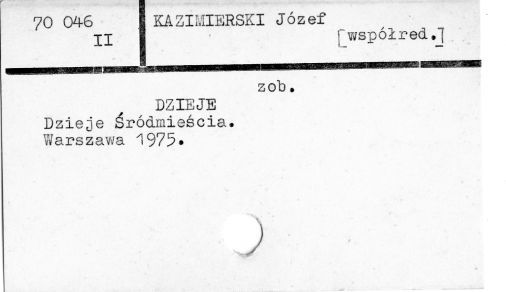 70 046
II
KAZIMIERSKI Józef
[współred.]
zob.
DZIEJE
Dzieje Śródmieścia.
Warszawa 1975.